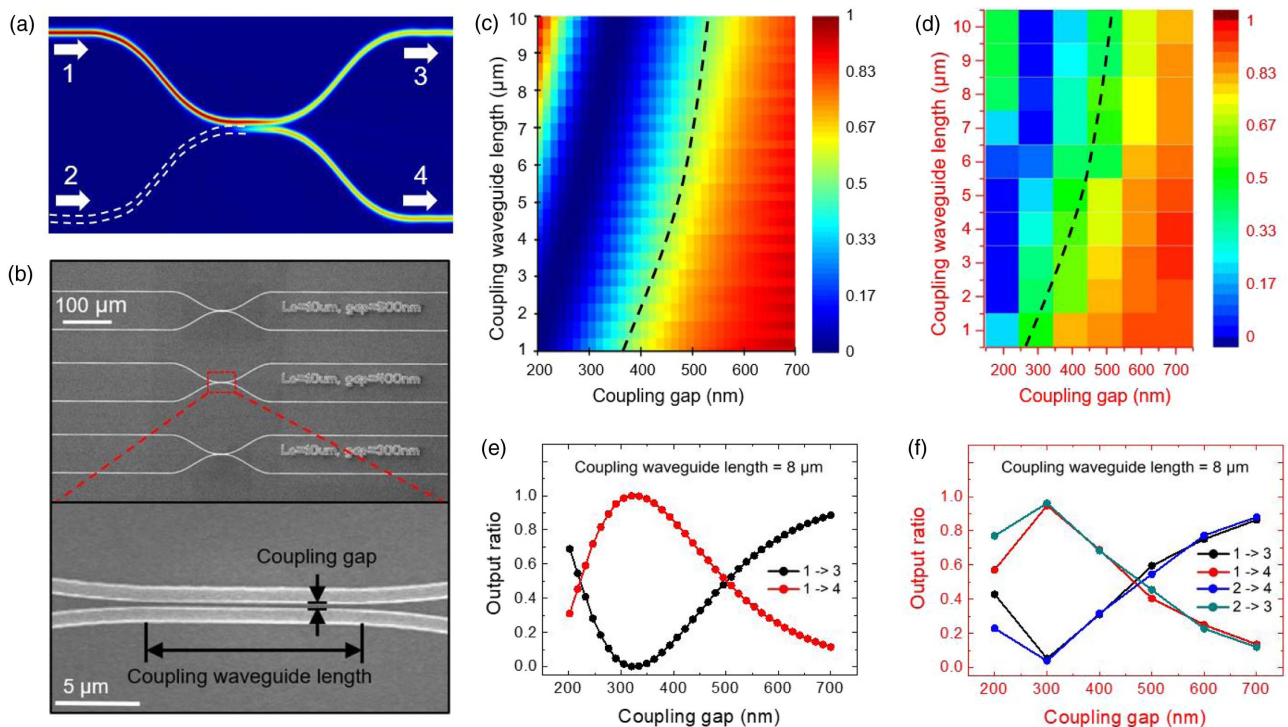 (a)
1
2
3
4
(b)
100 μm
Lc=10um, gap=500nm
Lc=10um, gap=400nm
Lc=10um, gap=300nm
Coupling gap
Coupling waveguide length
5 μm
(c)
Coupling waveguide length (μm)
10
9
8
7
6
5
4
3
2
1
200 300 400 500 600 700
Coupling gap (nm)
1
0.83
0.67
0.5
0.33
0.17
0
(d)
Coupling waveguide length (μm)
10
9
8
7
6
5
4
3
2
1
200 300 400 500 600 700
Coupling gap (nm)
1
0.83
0.67
0.5
0.33
0.17
0
(e)
Coupling waveguide length = 8 μm
Output ratio
1.0
0.8
0.6
0.4
0.2
0.0
1 -> 3
1 -> 4
200 300 400 500 600 700
Coupling gap (nm)
(f)
Coupling waveguide length = 8 μm
Output ratio
1.0
0.8
0.6
0.4
0.2
0.0
1 -> 3
1 -> 4
2 -> 4
2 -> 3
200 300 400 500 600 700
Coupling gap (nm)